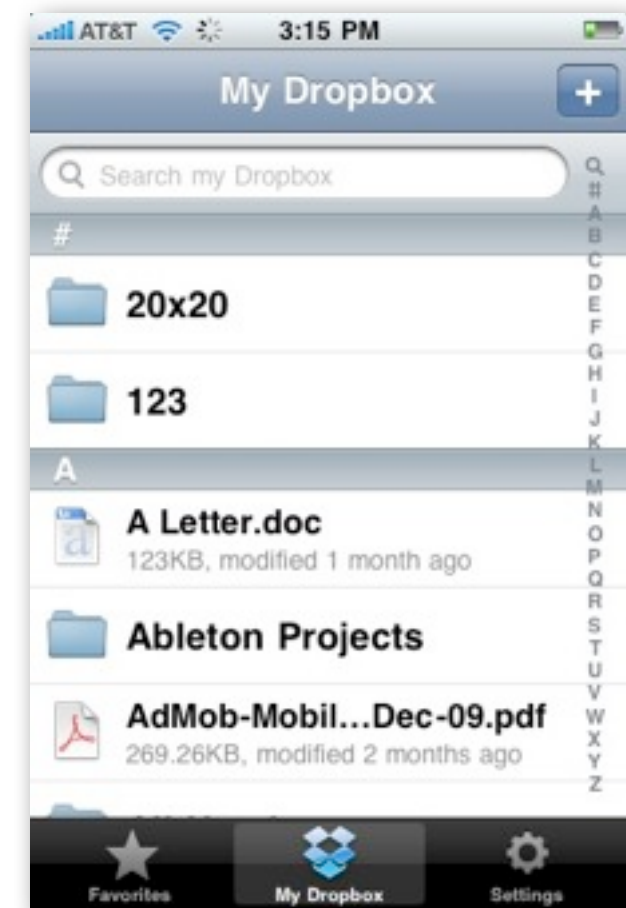 AT&T 3:15 PM
My Dropbox +
Search my Dropbox
#
20x20
123
A
A Letter.doc
123KB, modified 1 month ago
Ableton Projects
AdMob-Mobil...Dec-09.pdf
269.26KB, modified 2 months ago
#
A
B
C
D
E
F
G
H
I
J
K
L
M
N
O
P
Q
R
S
T
U
V
W
X
Y
Z
Favorites My Dropbox Settings